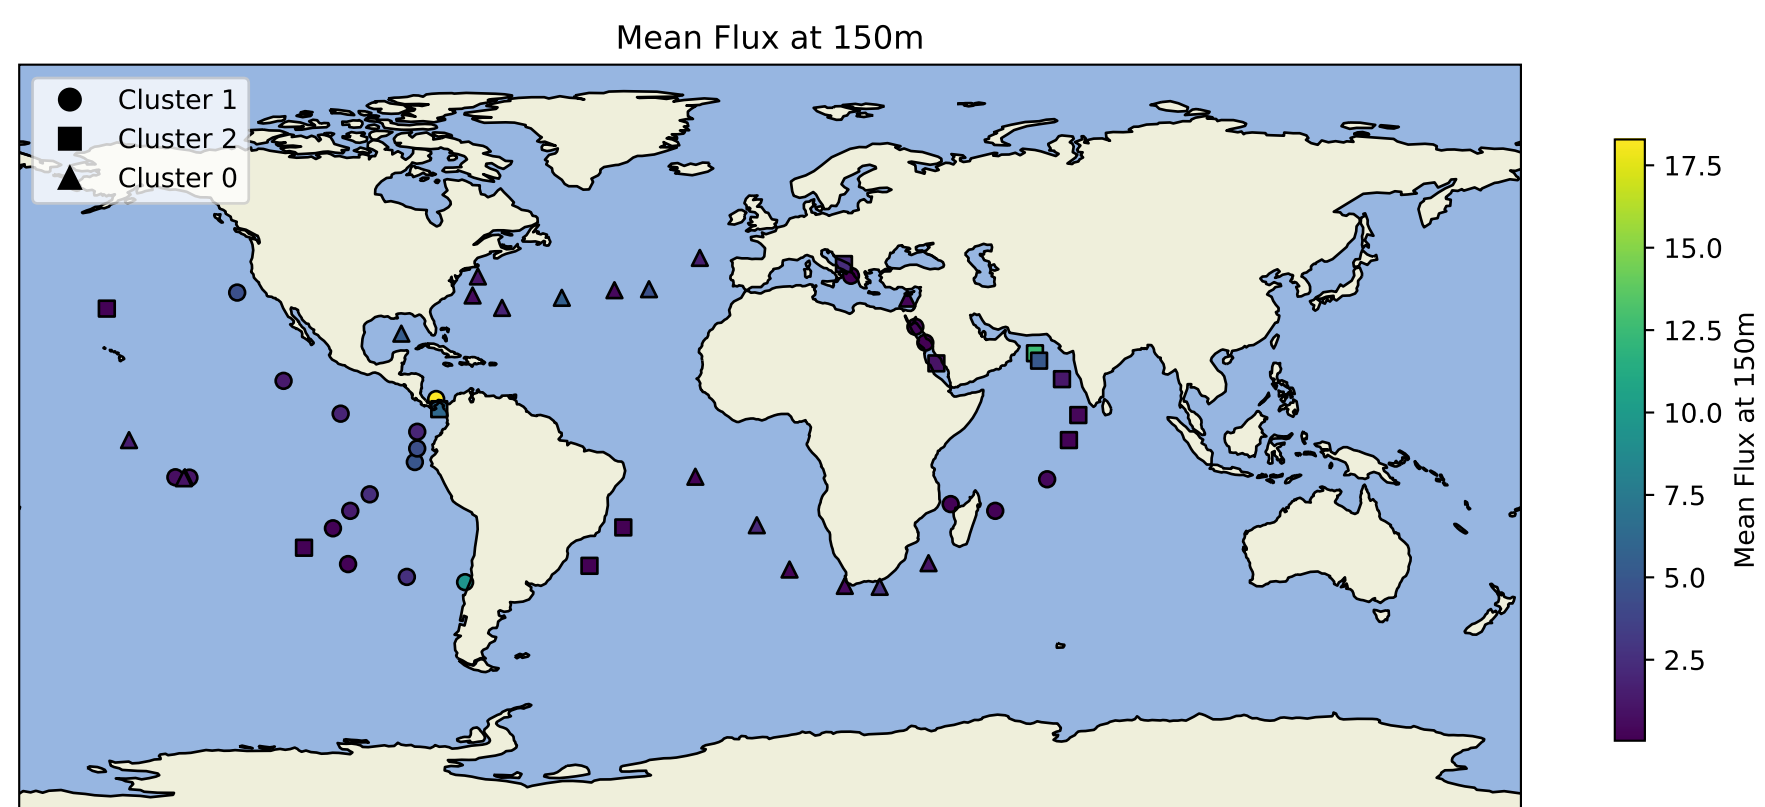 Mean Flux at 150m
Cluster 1
Cluster 2
Cluster 0
17.5
15.0
12.5
10.0
7.5
5.0
2.5
Mean Flux at 150m